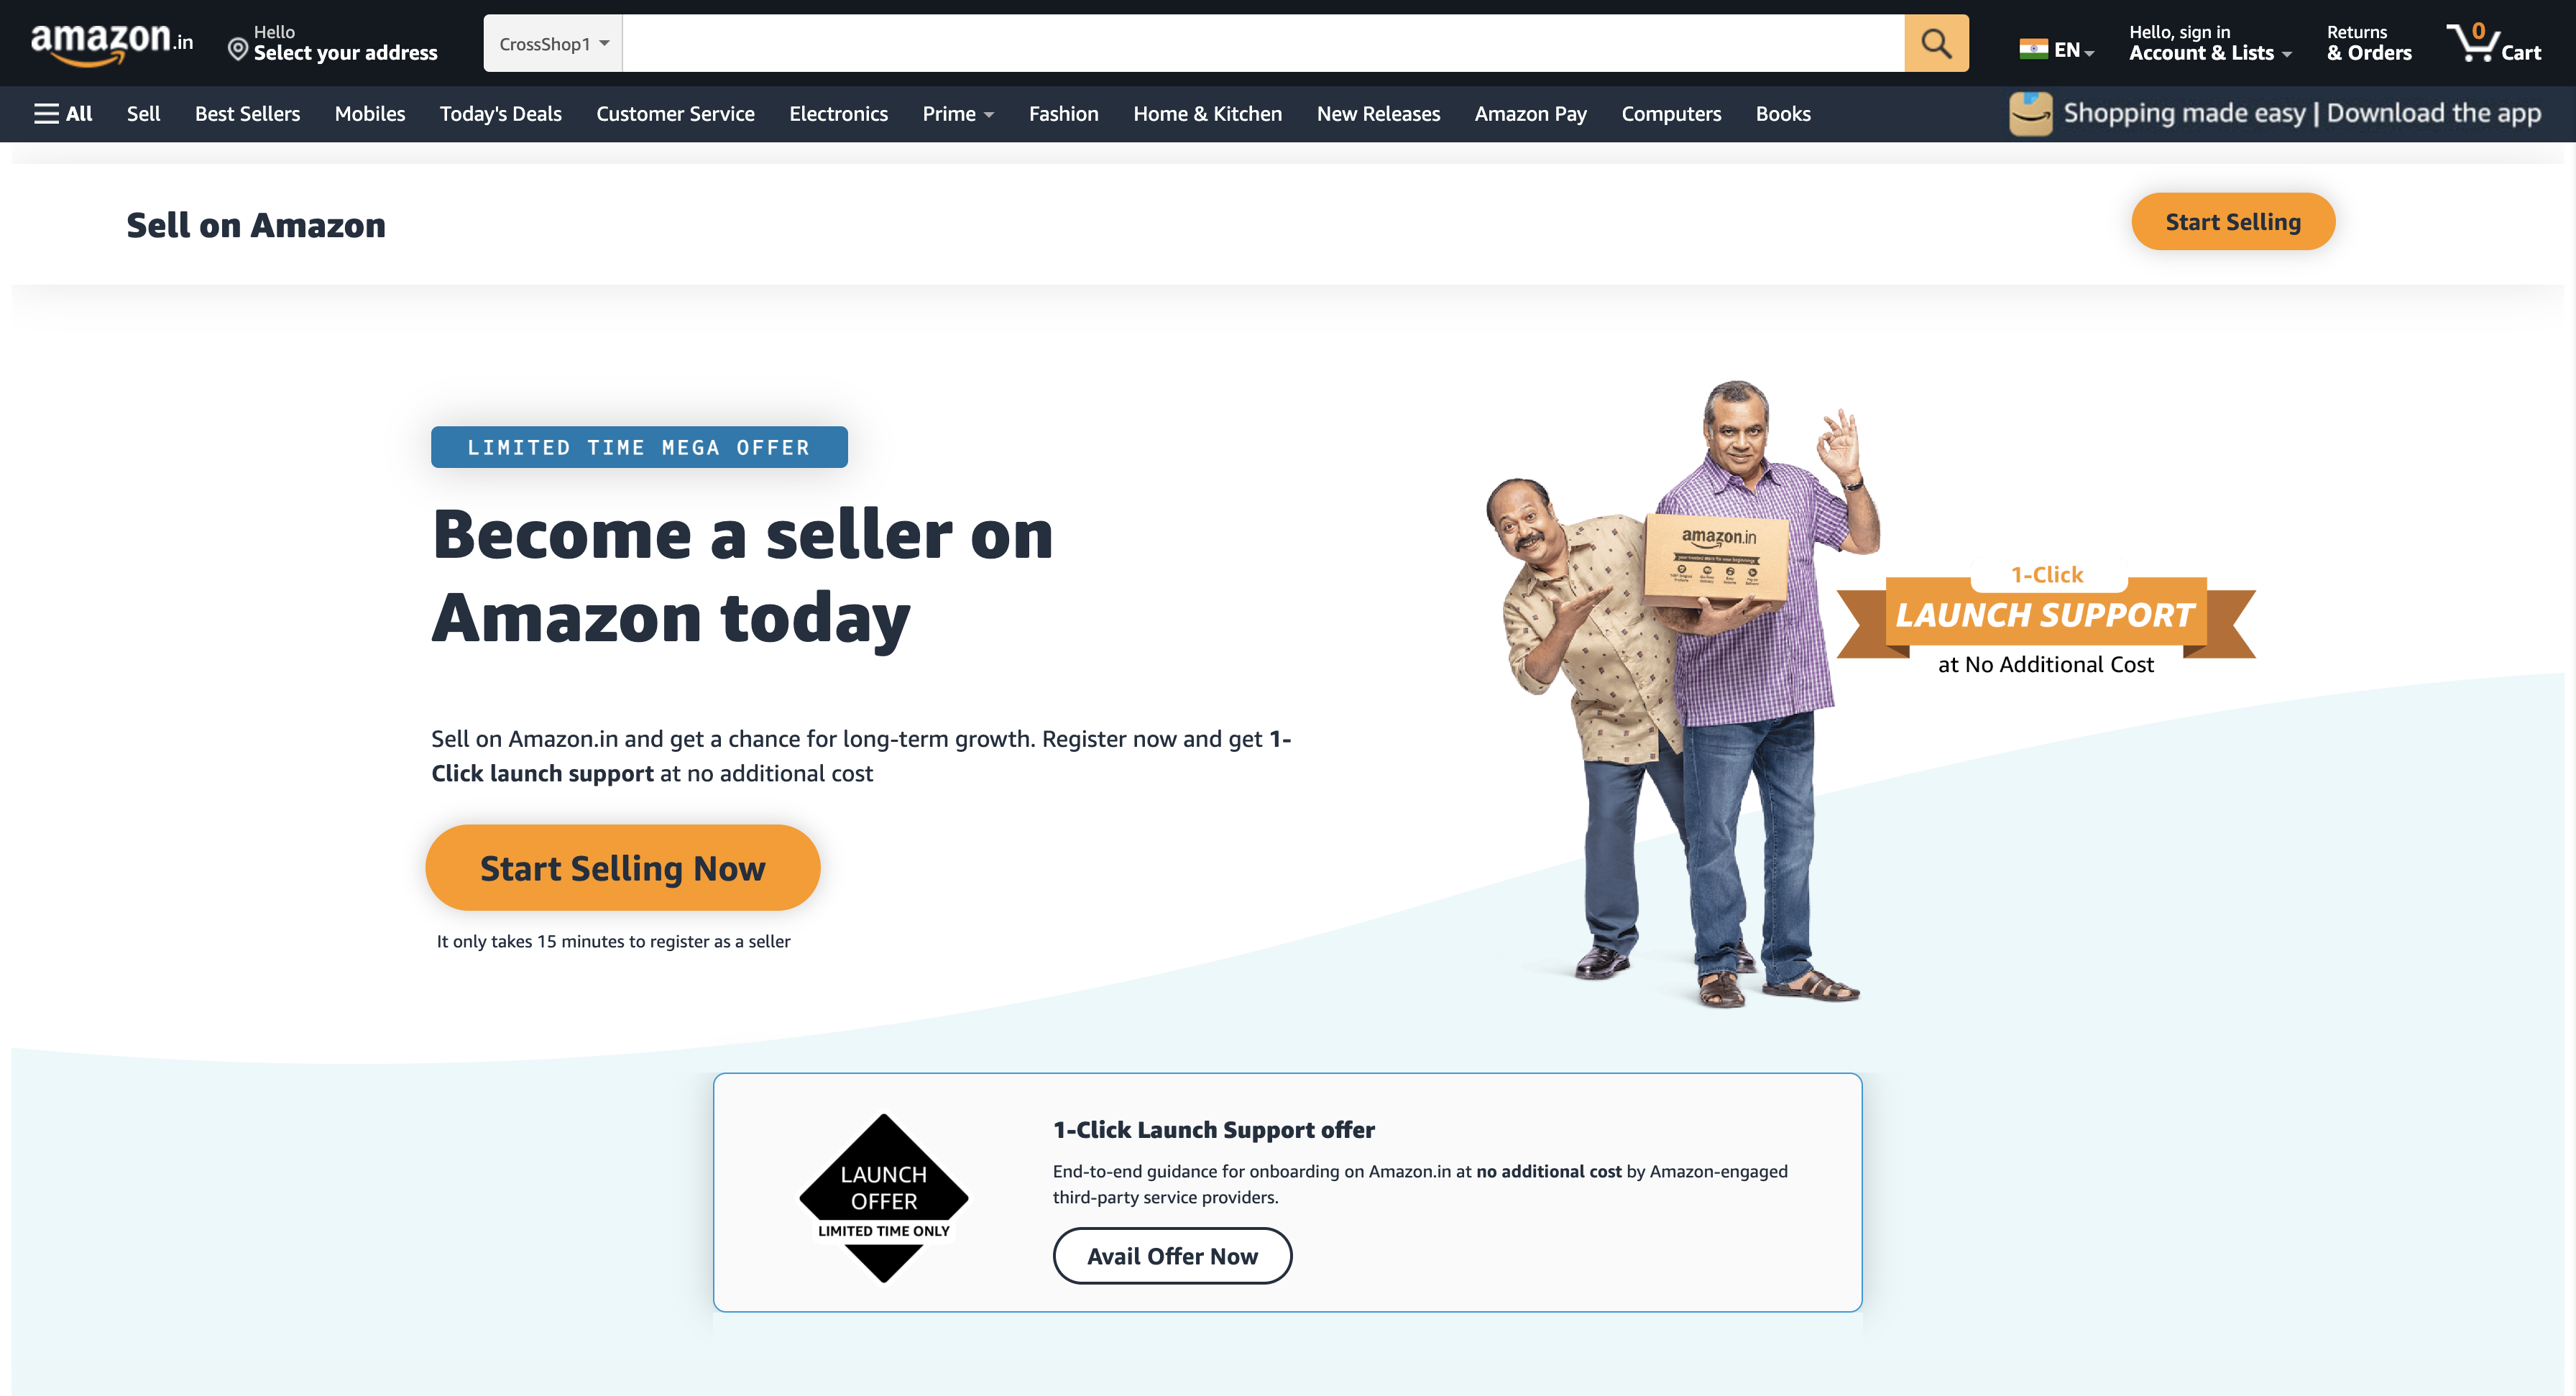 amazon.in
Hello
Select your address
CrossShop1
EN
Hello, sign in
Account & Lists
Returns
& Orders
0
Cart
All
Sell
Best Sellers
Mobiles
Today's Deals
Customer Service
Electronics
Prime
Fashion
Home & Kitchen
New Releases
Amazon Pay
Computers
Books
Shopping made easy | Download the app
Sell on Amazon
Start Selling
LIMITED TIME MEGA OFFER
Become a seller on
Amazon today
Sell on Amazon.in and get a chance for long-term growth. Register now and get 1-
Click launch support at no additional cost
Start Selling Now
It only takes 15 minutes to register as a seller
amazon.in
1-Click
LAUNCH SUPPORT
at No Additional Cost
LAUNCH
OFFER
LIMITED TIME ONLY
1-Click Launch Support offer
End-to-end guidance for onboarding on Amazon.in at no additional cost by Amazon-engaged
third-party service providers.
Avail Offer Now